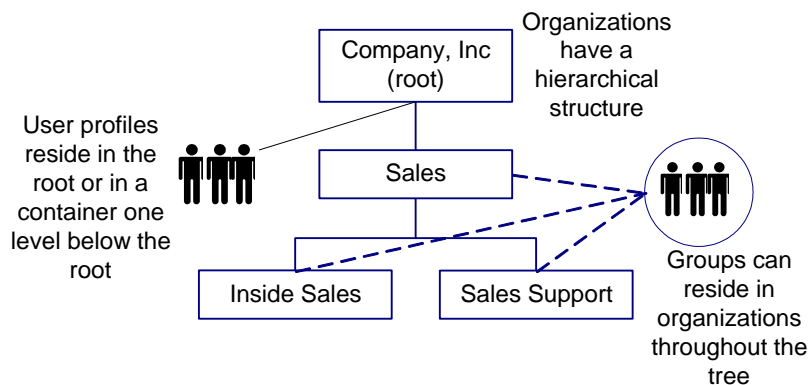 Company, Inc
(root)
Organizations
have a
hierarchical
structure
User profiles
reside in the
root or in a
container one
level below the
root
Sales
Inside Sales
Sales Support
Groups can
reside in
organizations
throughout the
tree